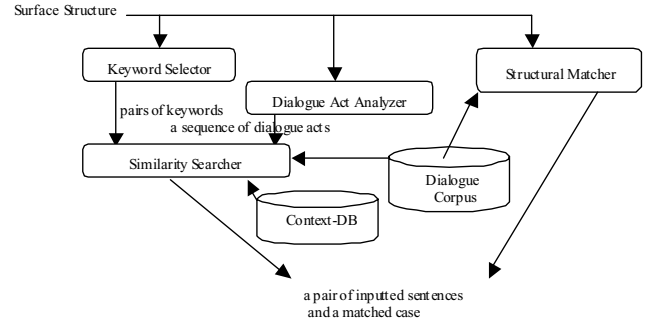 Surface Structure
Keyword Selector
Structural Matcher
Dialogue Act Analyzer
pairs of keywords
a sequence of dialogue acts
Similarity Searcher
Dialogue
Corpus
Context-DB
a pair of inputted sentences
and a matched case